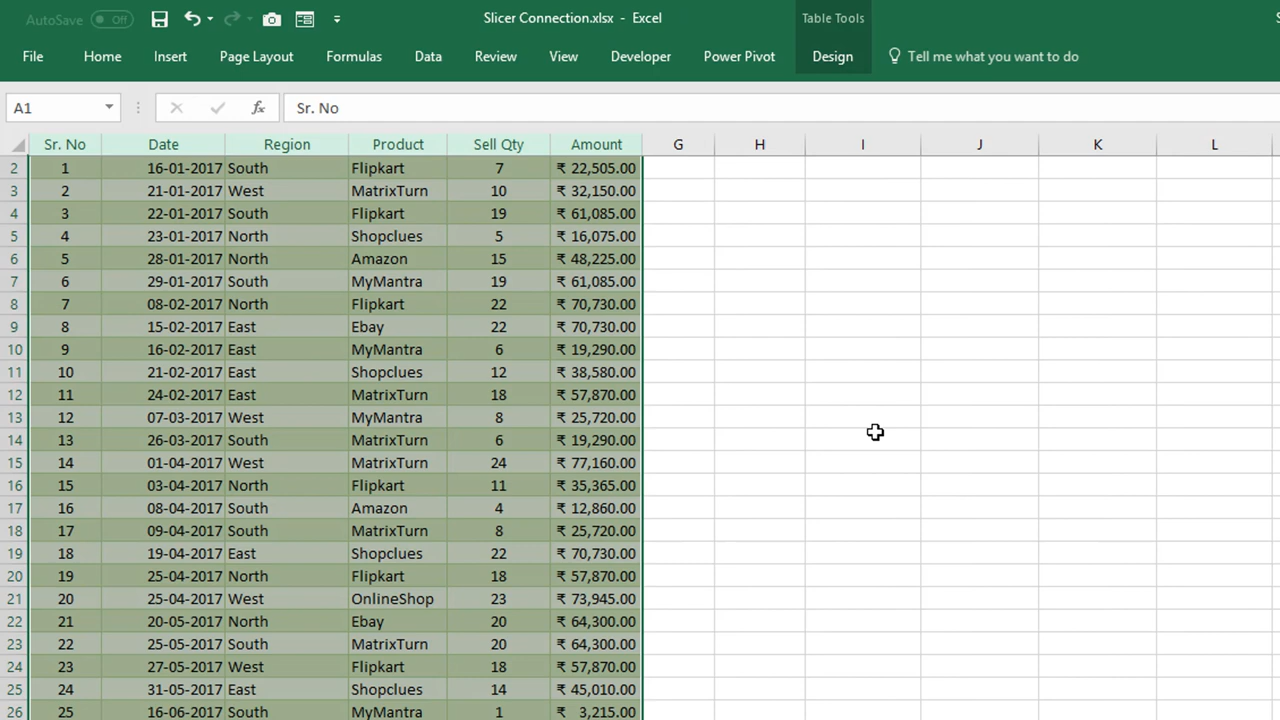 AutoSave Off Slicer Connection.xlsx - Excel Table Tools S
File Home Insert Page Layout Formulas Data Review View Developer Power Pivot Design Tell me what you want to do
A1 fx Sr. No
Sr. No Date Region Product Sell Qty Amount G H I J K L
2 1 16-01-2017 South Flipkart 7 ₹ 22,505.00
3 2 21-01-2017 West MatrixTurn 10 ₹ 32,150.00
4 3 22-01-2017 South Flipkart 19 ₹ 61,085.00
5 4 23-01-2017 North Shopclues 5 ₹ 16,075.00
6 5 28-01-2017 North Amazon 15 ₹ 48,225.00
7 6 29-01-2017 South MyMantra 19 ₹ 61,085.00
8 7 08-02-2017 North Flipkart 22 ₹ 70,730.00
9 8 15-02-2017 East Ebay 22 ₹ 70,730.00
10 9 16-02-2017 East MyMantra 6 ₹ 19,290.00
11 10 21-02-2017 East Shopclues 12 ₹ 38,580.00
12 11 24-02-2017 East MatrixTurn 18 ₹ 57,870.00
13 12 07-03-2017 West MyMantra 8 ₹ 25,720.00
14 13 26-03-2017 South MatrixTurn 6 ₹ 19,290.00
15 14 01-04-2017 West MatrixTurn 24 ₹ 77,160.00
16 15 03-04-2017 North Flipkart 11 ₹ 35,365.00
17 16 08-04-2017 South Amazon 4 ₹ 12,860.00
18 17 09-04-2017 South MatrixTurn 8 ₹ 25,720.00
19 18 19-04-2017 East Shopclues 22 ₹ 70,730.00
20 19 25-04-2017 North Flipkart 18 ₹ 57,870.00
21 20 25-04-2017 West OnlineShop 23 ₹ 73,945.00
22 21 20-05-2017 North Ebay 20 ₹ 64,300.00
23 22 25-05-2017 South MatrixTurn 20 ₹ 64,300.00
24 23 27-05-2017 West Flipkart 18 ₹ 57,870.00
25 24 31-05-2017 East Shopclues 14 ₹ 45,010.00
26 25 16-06-2017 South MyMantra 1 ₹ 3,215.00